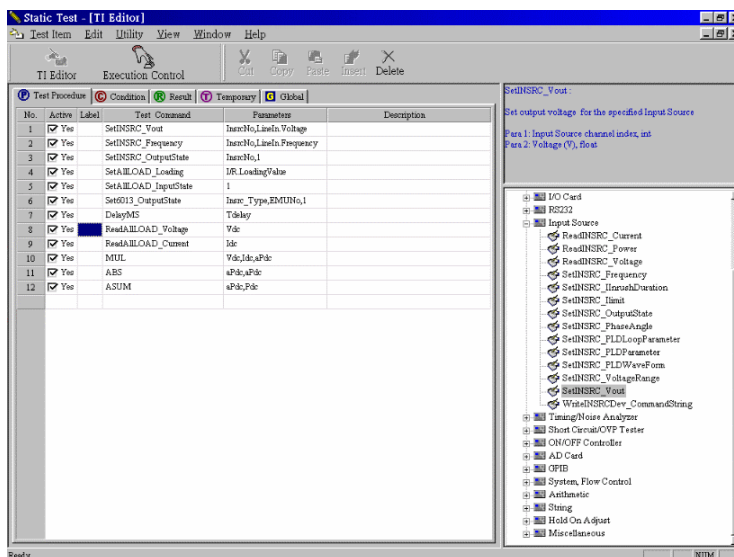 Static Test - [TI Editor]
Test Item Edit Utility View Window Help
TI Editor Execution Control Cut Copy Paste Insert Delete
P Test Procedure C Condition R Result T Temporary G Global
No. Active Label Test Command Parameters Description
1 Yes SetINSRC_Vout InsrcNo,LineIn.Voltage
2 Yes SetINSRC_Frequency InsrcNo,LineIn.Frequency
3 Yes SetINSRC_OutputState InsrcNo,1
4 Yes SetAllLOAD_Loading I/R.LoadingValue
5 Yes SetAllLOAD_InputState 1
6 Yes Set6013_OutputState Insrc_Type,EMUNo,1
7 Yes DelayMS Tdelay
8 Yes ReadAllLOAD_Voltage Vdc
9 Yes ReadAllLOAD_Current Idc
10 Yes MUL Vdc,Idc,aPdc
11 Yes ABS aPdc,aPdc
12 Yes ASUM aPdc,Pdc
SetINSRC_Vout :
Set output voltage for the specified Input Source
Para 1: Input Source channel index, int
Para 2: Voltage (V), float
I/O Card
RS232
Input Source
ReadINSRC_Current
ReadINSRC_Power
ReadINSRC_Voltage
SetINSRC_Frequency
SetINSRC_IInrushDuration
SetINSRC_Ilimit
SetINSRC_OutputState
SetINSRC_PhaseAngle
SetINSRC_PLDLoopParameter
SetINSRC_PLDParameter
SetINSRC_PLDWaveForm
SetINSRC_VoltageRange
SetINSRC_Vout
WriteINSRCDev_CommandString
Timing/Noise Analyzer
Short Circuit/OVP Tester
ON/OFF Controller
AD Card
GPIB
System, Flow Control
Arithmetic
String
Hold On Adjust
Miscellaneous
Ready NUM